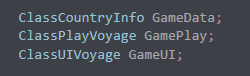 ClassCountryInfo GameData;
ClassPlayVoyage GamePlay;
ClassUIVoyage GameUI;